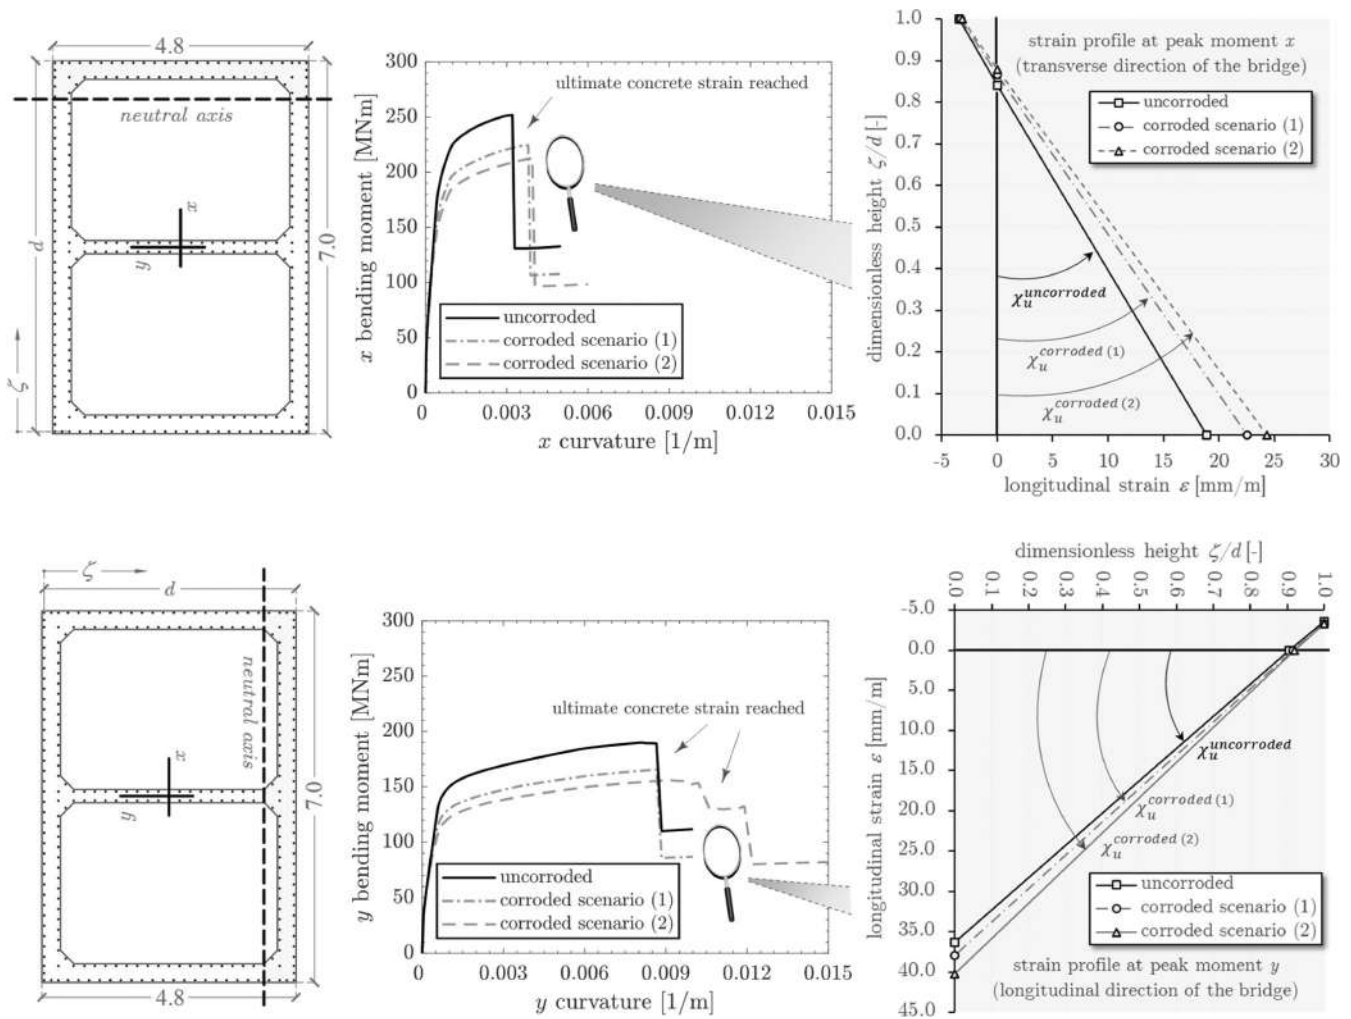 4.8
neutral axis
x
y
d
7.0
ζ
300
250
200
150
100
50
0
x bending moment [MNm]
ultimate concrete strain reached
uncorroded
corroded scenario (1)
corroded scenario (2)
0 0.003 0.006 0.009 0.012 0.015
x curvature [1/m]
1.0
0.9
0.8
0.7
0.6
0.5
0.4
0.3
0.2
0.1
0.0
dimensionless height ζ/d [-]
strain profile at peak moment x
(transverse direction of the bridge)
uncorroded
corroded scenario (1)
corroded scenario (2)
χ_u^uncorroded
χ_u^corroded (1)
χ_u^corroded (2)
-5 0 5 10 15 20 25 30
longitudinal strain ε [mm/m]
ζ
d
neutral axis
x
y
7.0
4.8
300
250
200
150
100
50
0
y bending moment [MNm]
ultimate concrete strain reached
uncorroded
corroded scenario (1)
corroded scenario (2)
0 0.003 0.006 0.009 0.012 0.015
y curvature [1/m]
dimensionless height ζ/d [-]
0.0 0.1 0.2 0.3 0.4 0.5 0.6 0.7 0.8 0.9 1.0
-5.0
0.0
5.0
10.0
15.0
20.0
25.0
30.0
35.0
40.0
45.0
longitudinal strain ε [mm/m]
χ_u^uncorroded
χ_u^corroded (1)
χ_u^corroded (2)
uncorroded
corroded scenario (1)
corroded scenario (2)
strain profile at peak moment y
(longitudinal direction of the bridge)